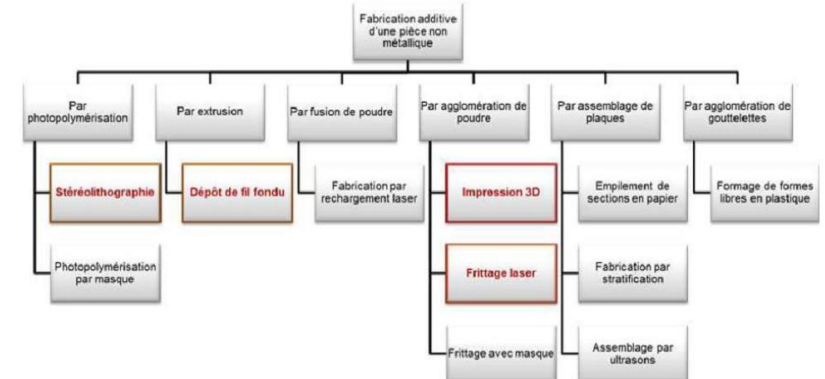 Fabrication additive
d'une pièce non
métallique
Par
photopolymérisation
Par extrusion
Par fusion de poudre
Par agglomération de
poudre
Par assemblage de
plaques
Par agglomération de
gouttelettes
Stéréolithographie
Dépôt de fil fondu
Fabrication par
rechargement laser
Impression 3D
Empilement de
sections en papier
Formage de formes
libres en plastique
Photopolymérisation
par masque
Frittage laser
Fabrication par
stratification
Frittage avec masque
Assemblage par
ultrasons